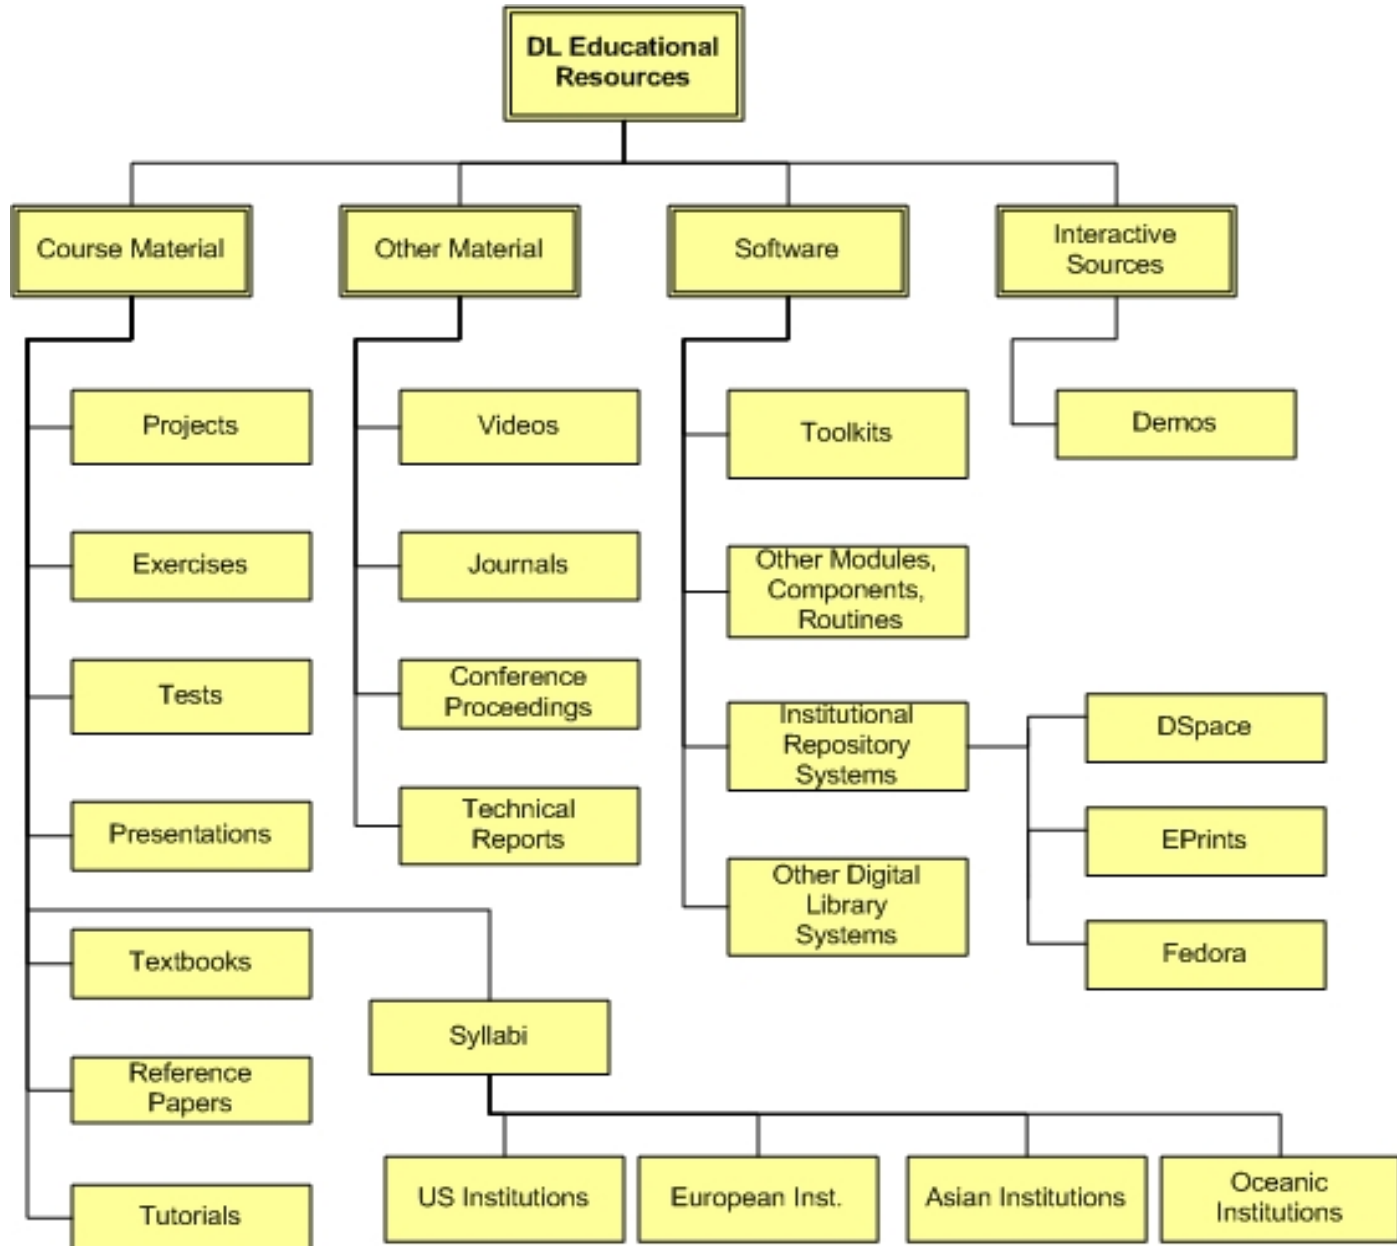 DL Educational
Resources
Course Material
Other Material
Software
Interactive
Sources
Projects
Exercises
Tests
Presentations
Textbooks
Reference
Papers
Tutorials
Syllabi
US Institutions
European Inst.
Asian Institutions
Oceanic
Institutions
Videos
Journals
Conference
Proceedings
Technical
Reports
Toolkits
Other Modules,
Components,
Routines
Institutional
Repository
Systems
DSpace
EPrints
Fedora
Other Digital
Library
Systems
Demos